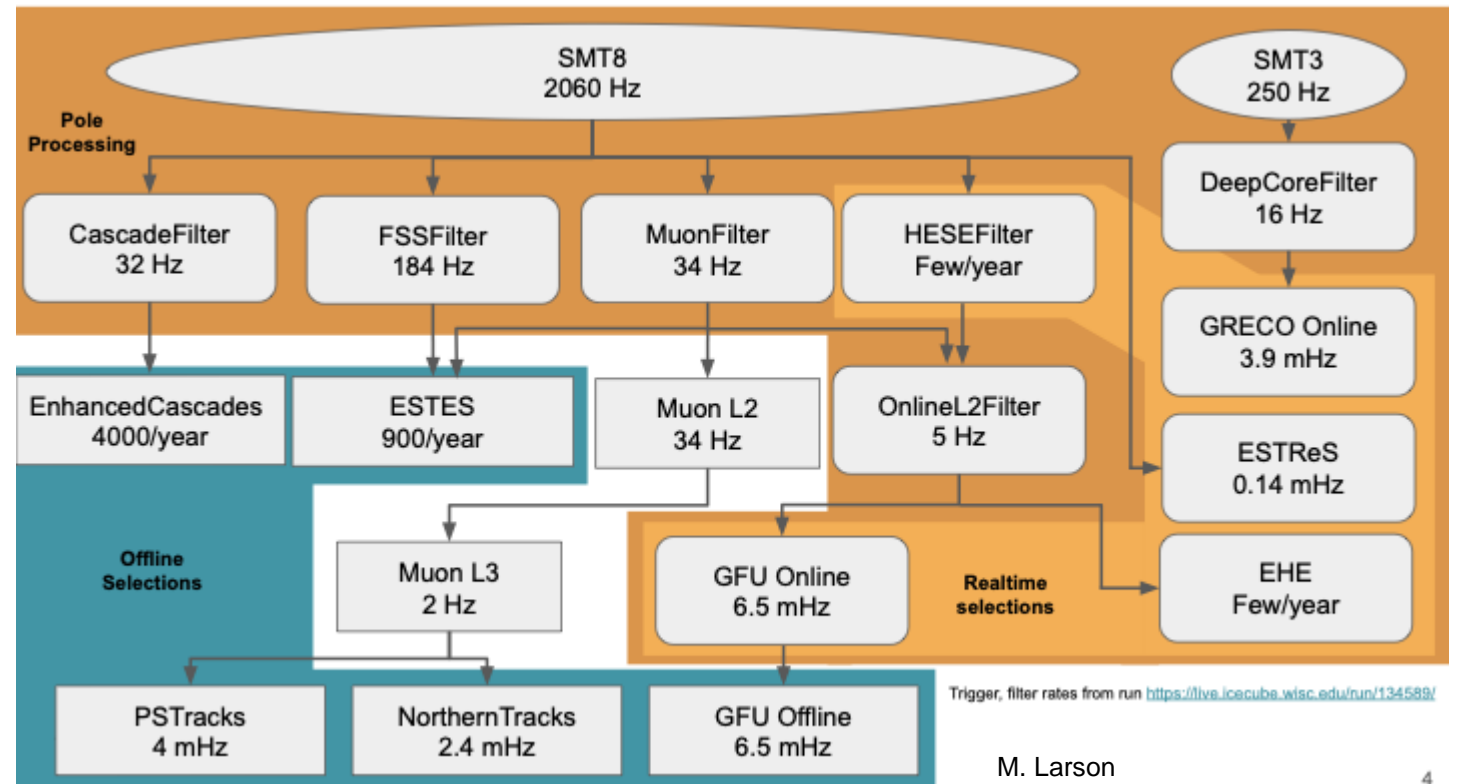 SMT8
2060 Hz
SMT3
250 Hz
Pole
Processing
CascadeFilter
32 Hz
FSSFilter
184 Hz
MuonFilter
34 Hz
HESEFilter
Few/year
DeepCoreFilter
16 Hz
GRECO Online
3.9 mHz
EnhancedCascades
4000/year
ESTES
900/year
Muon L2
34 Hz
OnlineL2Filter
5 Hz
ESTReS
0.14 mHz
Offline
Selections
Muon L3
2 Hz
GFU Online
6.5 mHz
Realtime
selections
EHE
Few/year
PSTracks
4 mHz
NorthernTracks
2.4 mHz
GFU Offline
6.5 mHz
Trigger, filter rates from run https://live.icecube.wisc.edu/run/134589/
M. Larson
4